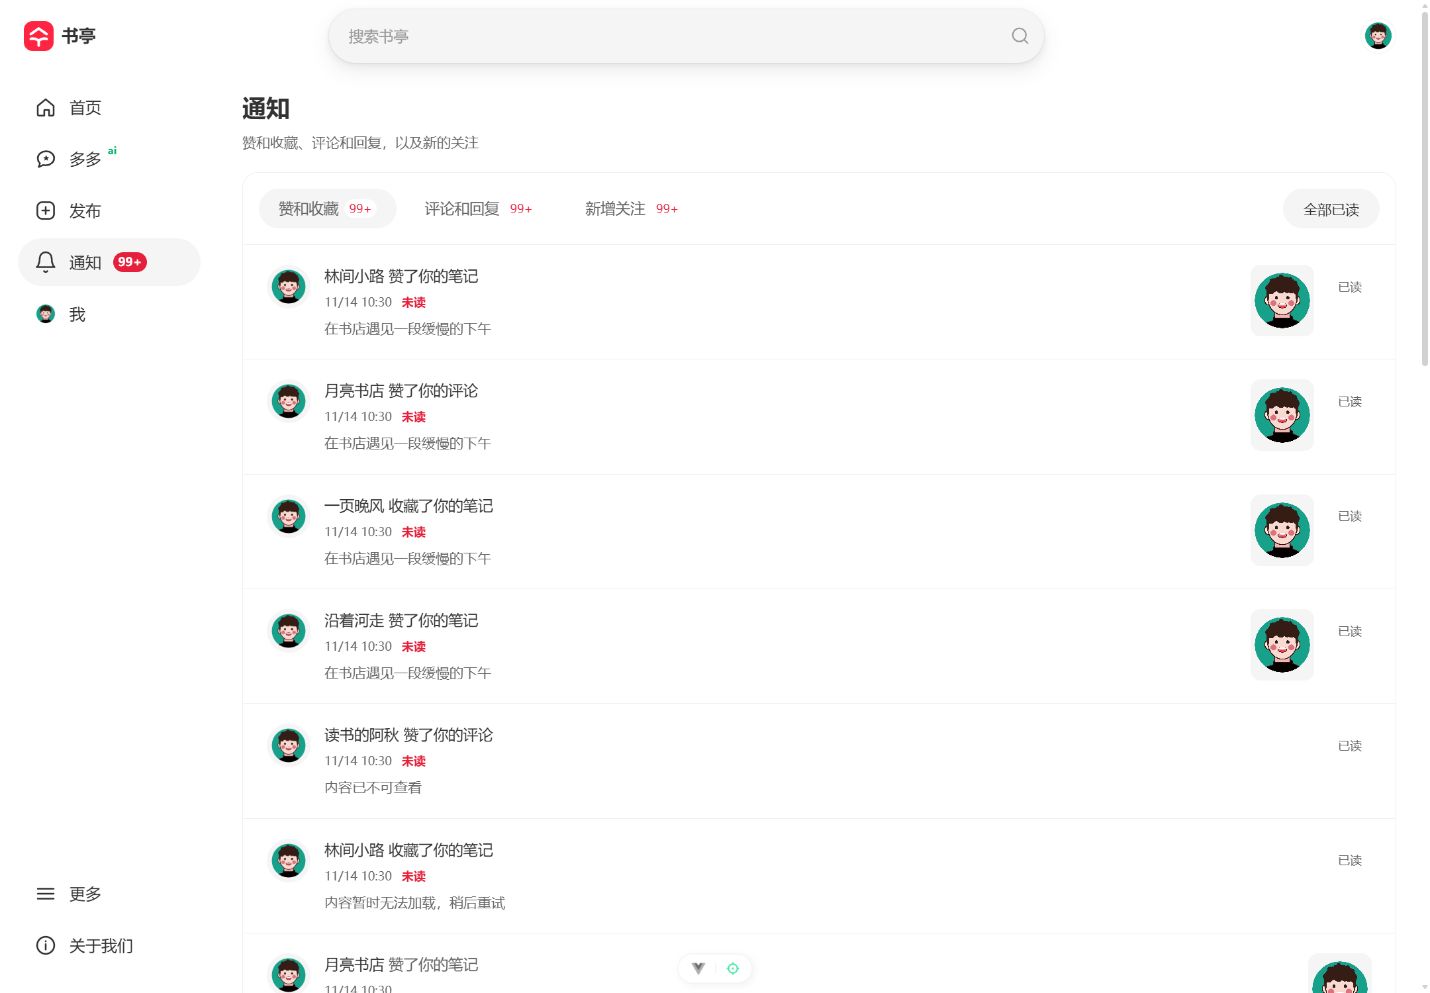 书亭
搜索书亭
首页
多多 ai
发布
通知 99+
我
更多
关于我们
通知
赞和收藏、评论和回复，以及新的关注
赞和收藏 99+ 评论和回复 99+ 新增关注 99+ 全部已读
林间小路 赞了你的笔记
11/14 10:30 未读
在书店遇见一段缓慢的下午
已读
月亮书店 赞了你的评论
11/14 10:30 未读
在书店遇见一段缓慢的下午
已读
一页晚风 收藏了你的笔记
11/14 10:30 未读
在书店遇见一段缓慢的下午
已读
沿着河走 赞了你的笔记
11/14 10:30 未读
在书店遇见一段缓慢的下午
已读
读书的阿秋 赞了你的评论
11/14 10:30 未读
内容已不可查看
已读
林间小路 收藏了你的笔记
11/14 10:30 未读
内容暂时无法加载，稍后重试
已读
月亮书店 赞了你的笔记
11/14 10:30